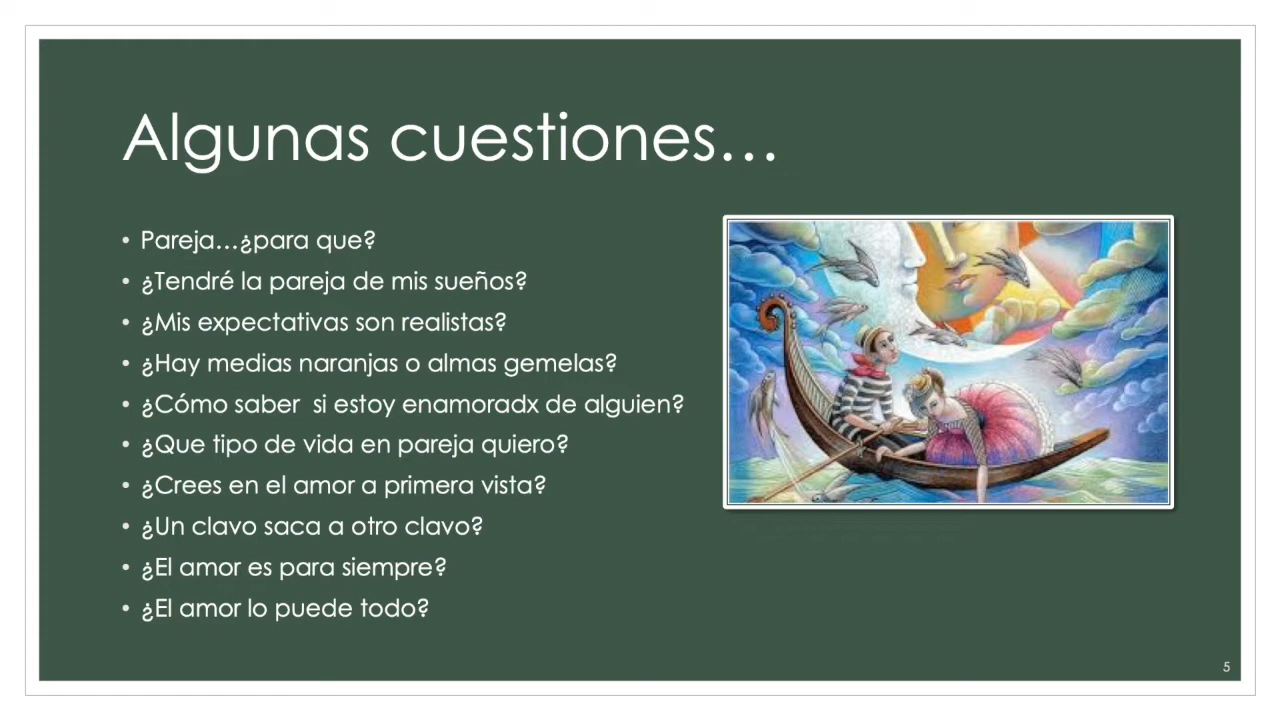 Algunas cuestiones…
• Pareja…¿para que?
• ¿Tendré la pareja de mis sueños?
• ¿Mis expectativas son realistas?
• ¿Hay medias naranjas o almas gemelas?
• ¿Cómo saber  si estoy enamoradx de alguien?
• ¿Que tipo de vida en pareja quiero?
• ¿Crees en el amor a primera vista?
• ¿Un clavo saca a otro clavo?
• ¿El amor es para siempre?
• ¿El amor lo puede todo?
5